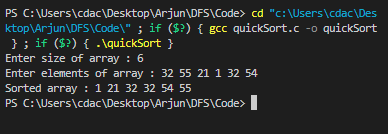 PS C:\Users\cdac\Desktop\Arjun\DFS\Code> cd "c:\Users\cdac\Des
ktop\Arjun\DFS\Code\" ; if ($?) { gcc quickSort.c -o quickSort
 } ; if ($?) { .\quickSort }
Enter size of array : 6
Enter elements of array : 32 55 21 1 32 54
Sorted array : 1 21 32 32 54 55
PS C:\Users\cdac\Desktop\Arjun\DFS\Code>